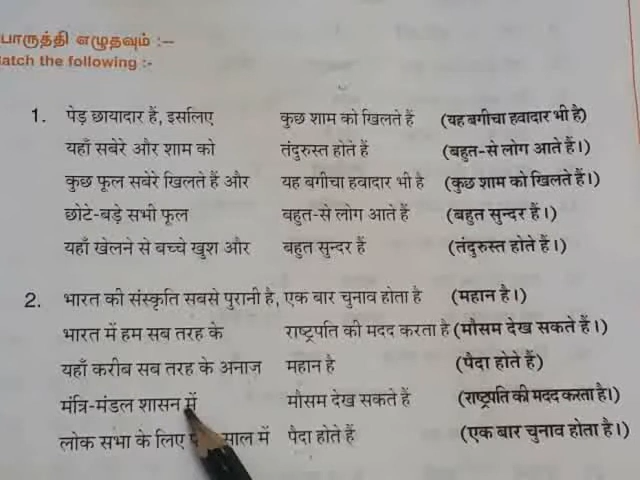 பொருத்தி எழுதவும் :–
atch the following :-
1. पेड़ छायादार हैं, इसलिए कुछ शाम को खिलते हैं (यह बगीचा हवादार भी है)
यहाँ सबेरे और शाम को तंदुरुस्त होते हैं (बहुत-से लोग आते हैं।)
कुछ फूल सबेरे खिलते हैं और यह बगीचा हवादार भी है (कुछ शाम को खिलते हैं।)
छोटे-बड़े सभी फूल बहुत-से लोग आते हैं (बहुत सुन्दर हैं।)
यहाँ खेलने से बच्चे खुश और बहुत सुन्दर हैं (तंदुरुस्त होते हैं।)
2. भारत की संस्कृति सबसे पुरानी है, एक बार चुनाव होता है (महान है।)
भारत में हम सब तरह के राष्ट्रपति की मदद करता है (मौसम देख सकते हैं।)
यहाँ करीब सब तरह के अनाज महान है (पैदा होते हैं)
मंत्रि-मंडल शासन में मौसम देख सकते हैं (राष्ट्रपति की मदद करता है।)
लोक सभा के लिए साल में पैदा होते हैं (एक बार चुनाव होता है।)